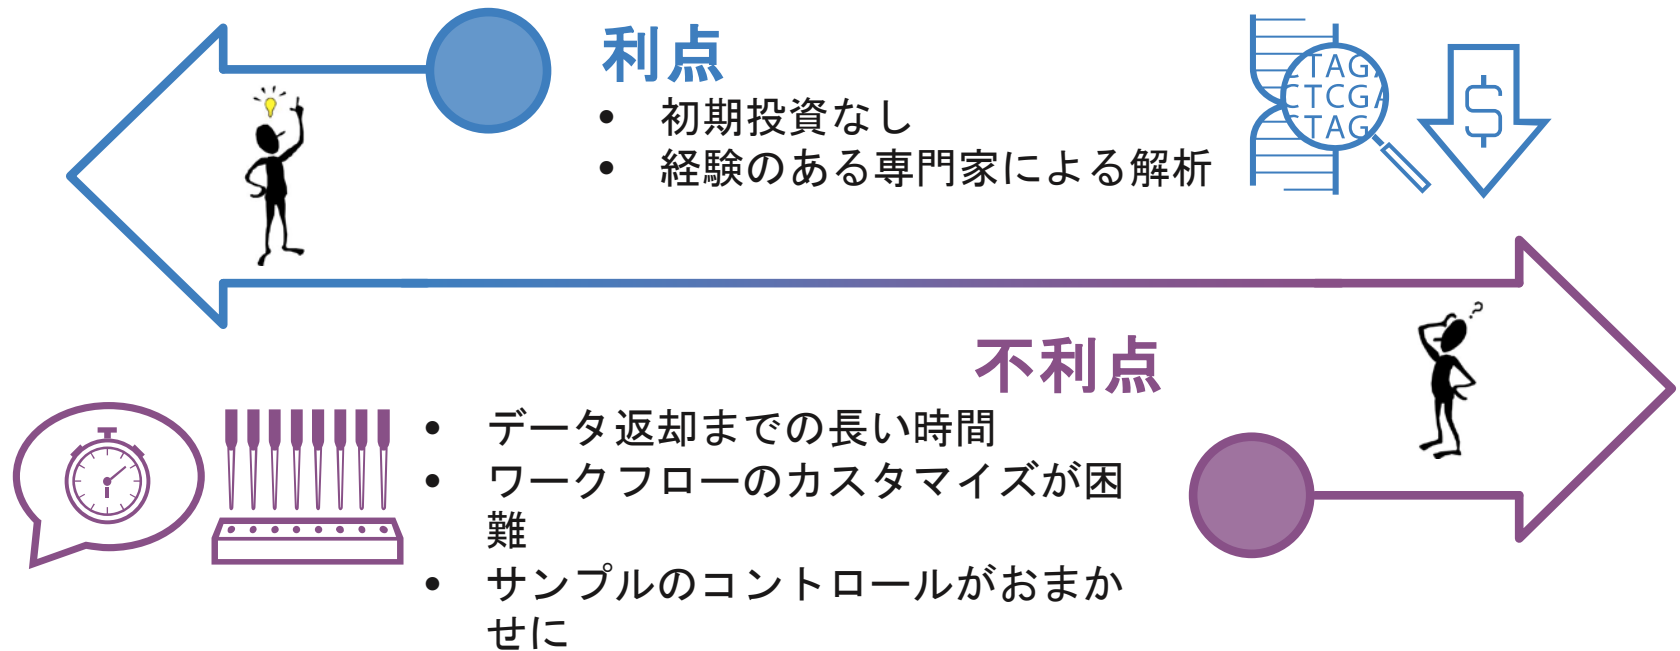 利点
• 初期投資なし
• 経験のある専門家による解析
CTAGA
CTCGA
CTAG
$
?
不利点
• データ返却までの長い時間
• ワークフローのカスタマイズが困
難
• サンプルのコントロールがおまか
せに